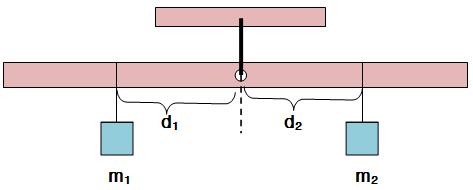 d₁ d₂
m₁ m₂